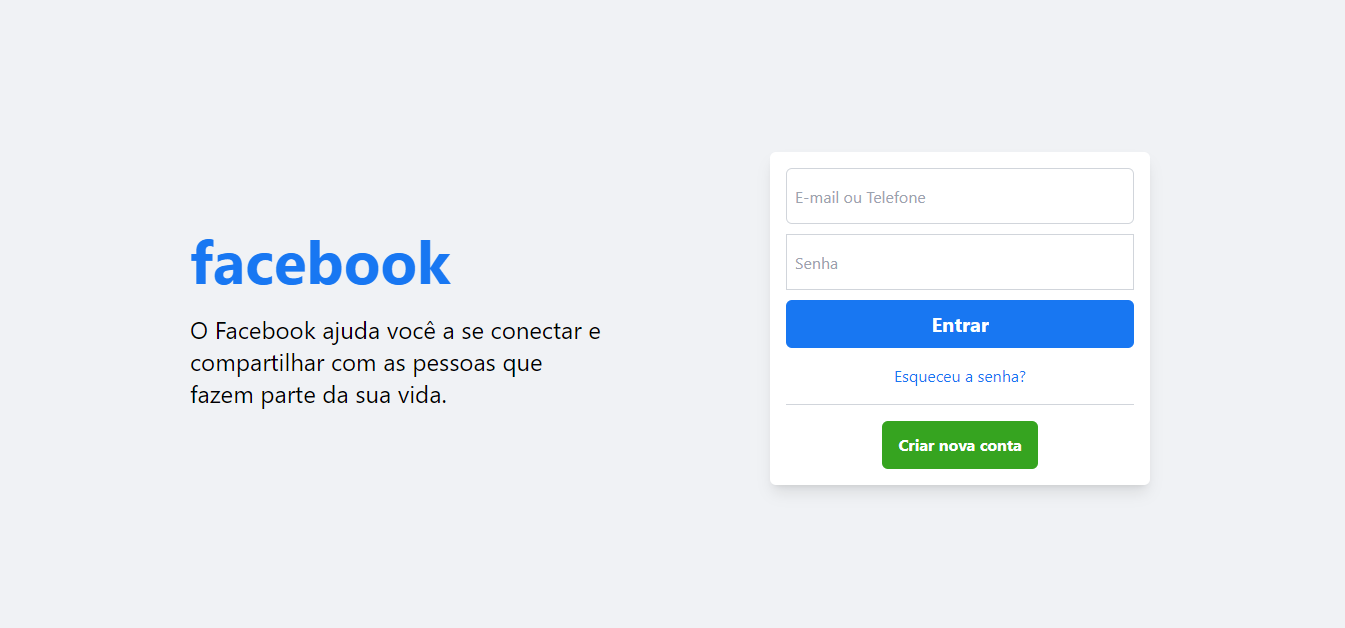 facebook
O Facebook ajuda você a se conectar e
compartilhar com as pessoas que
fazem parte da sua vida.
E-mail ou Telefone
Senha
Entrar
Esqueceu a senha?
Criar nova conta